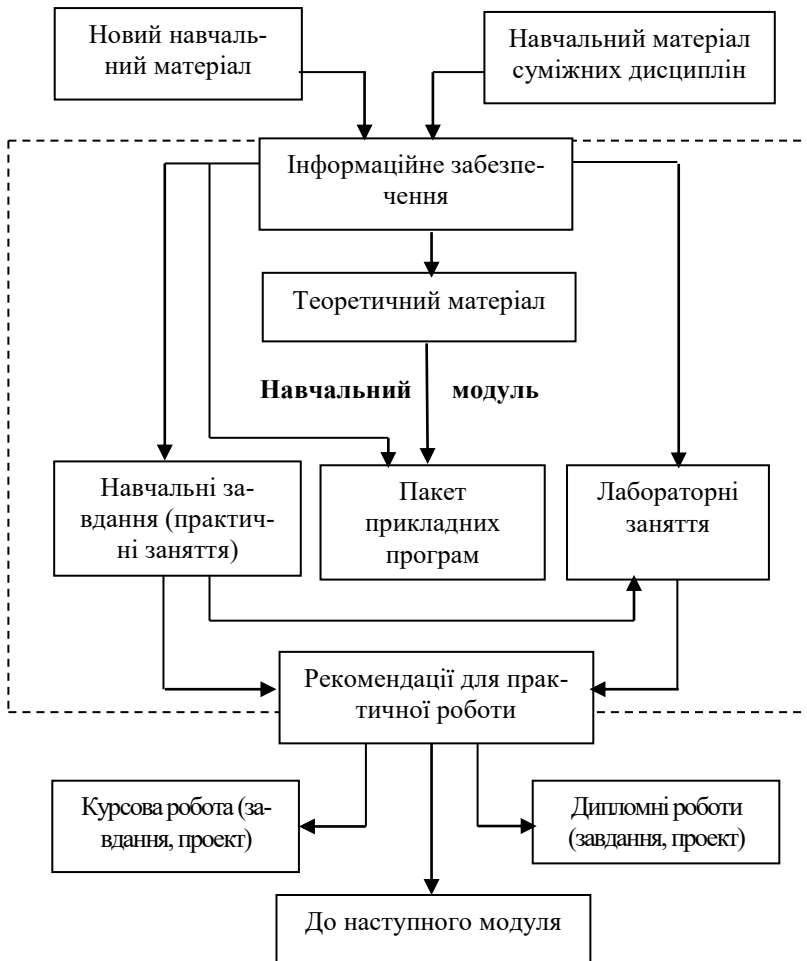 Новий навчаль-
ний матеріал
Навчальний матеріал
суміжних дисциплін
Інформаційне забезпе-
чення
Теоретичний матеріал
Навчальний модуль
Навчальні за-
вдання (практич-
ні заняття)
Пакет
прикладних
програм
Лабораторні
заняття
Рекомендації для прак-
тичної роботи
Курсова робота (за-
вдання, проект)
Дипломні роботи
(завдання, проект)
До наступного модуля